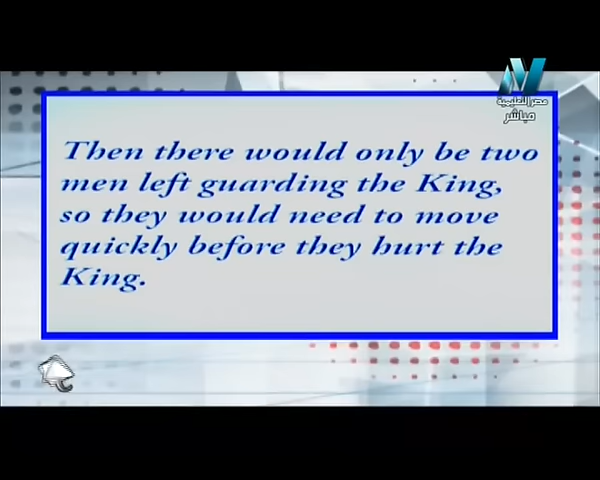 مصر التعليمية
مباشر
Then there would only be two
men left guarding the King,
so they would need to move
quickly before they hurt the
King.